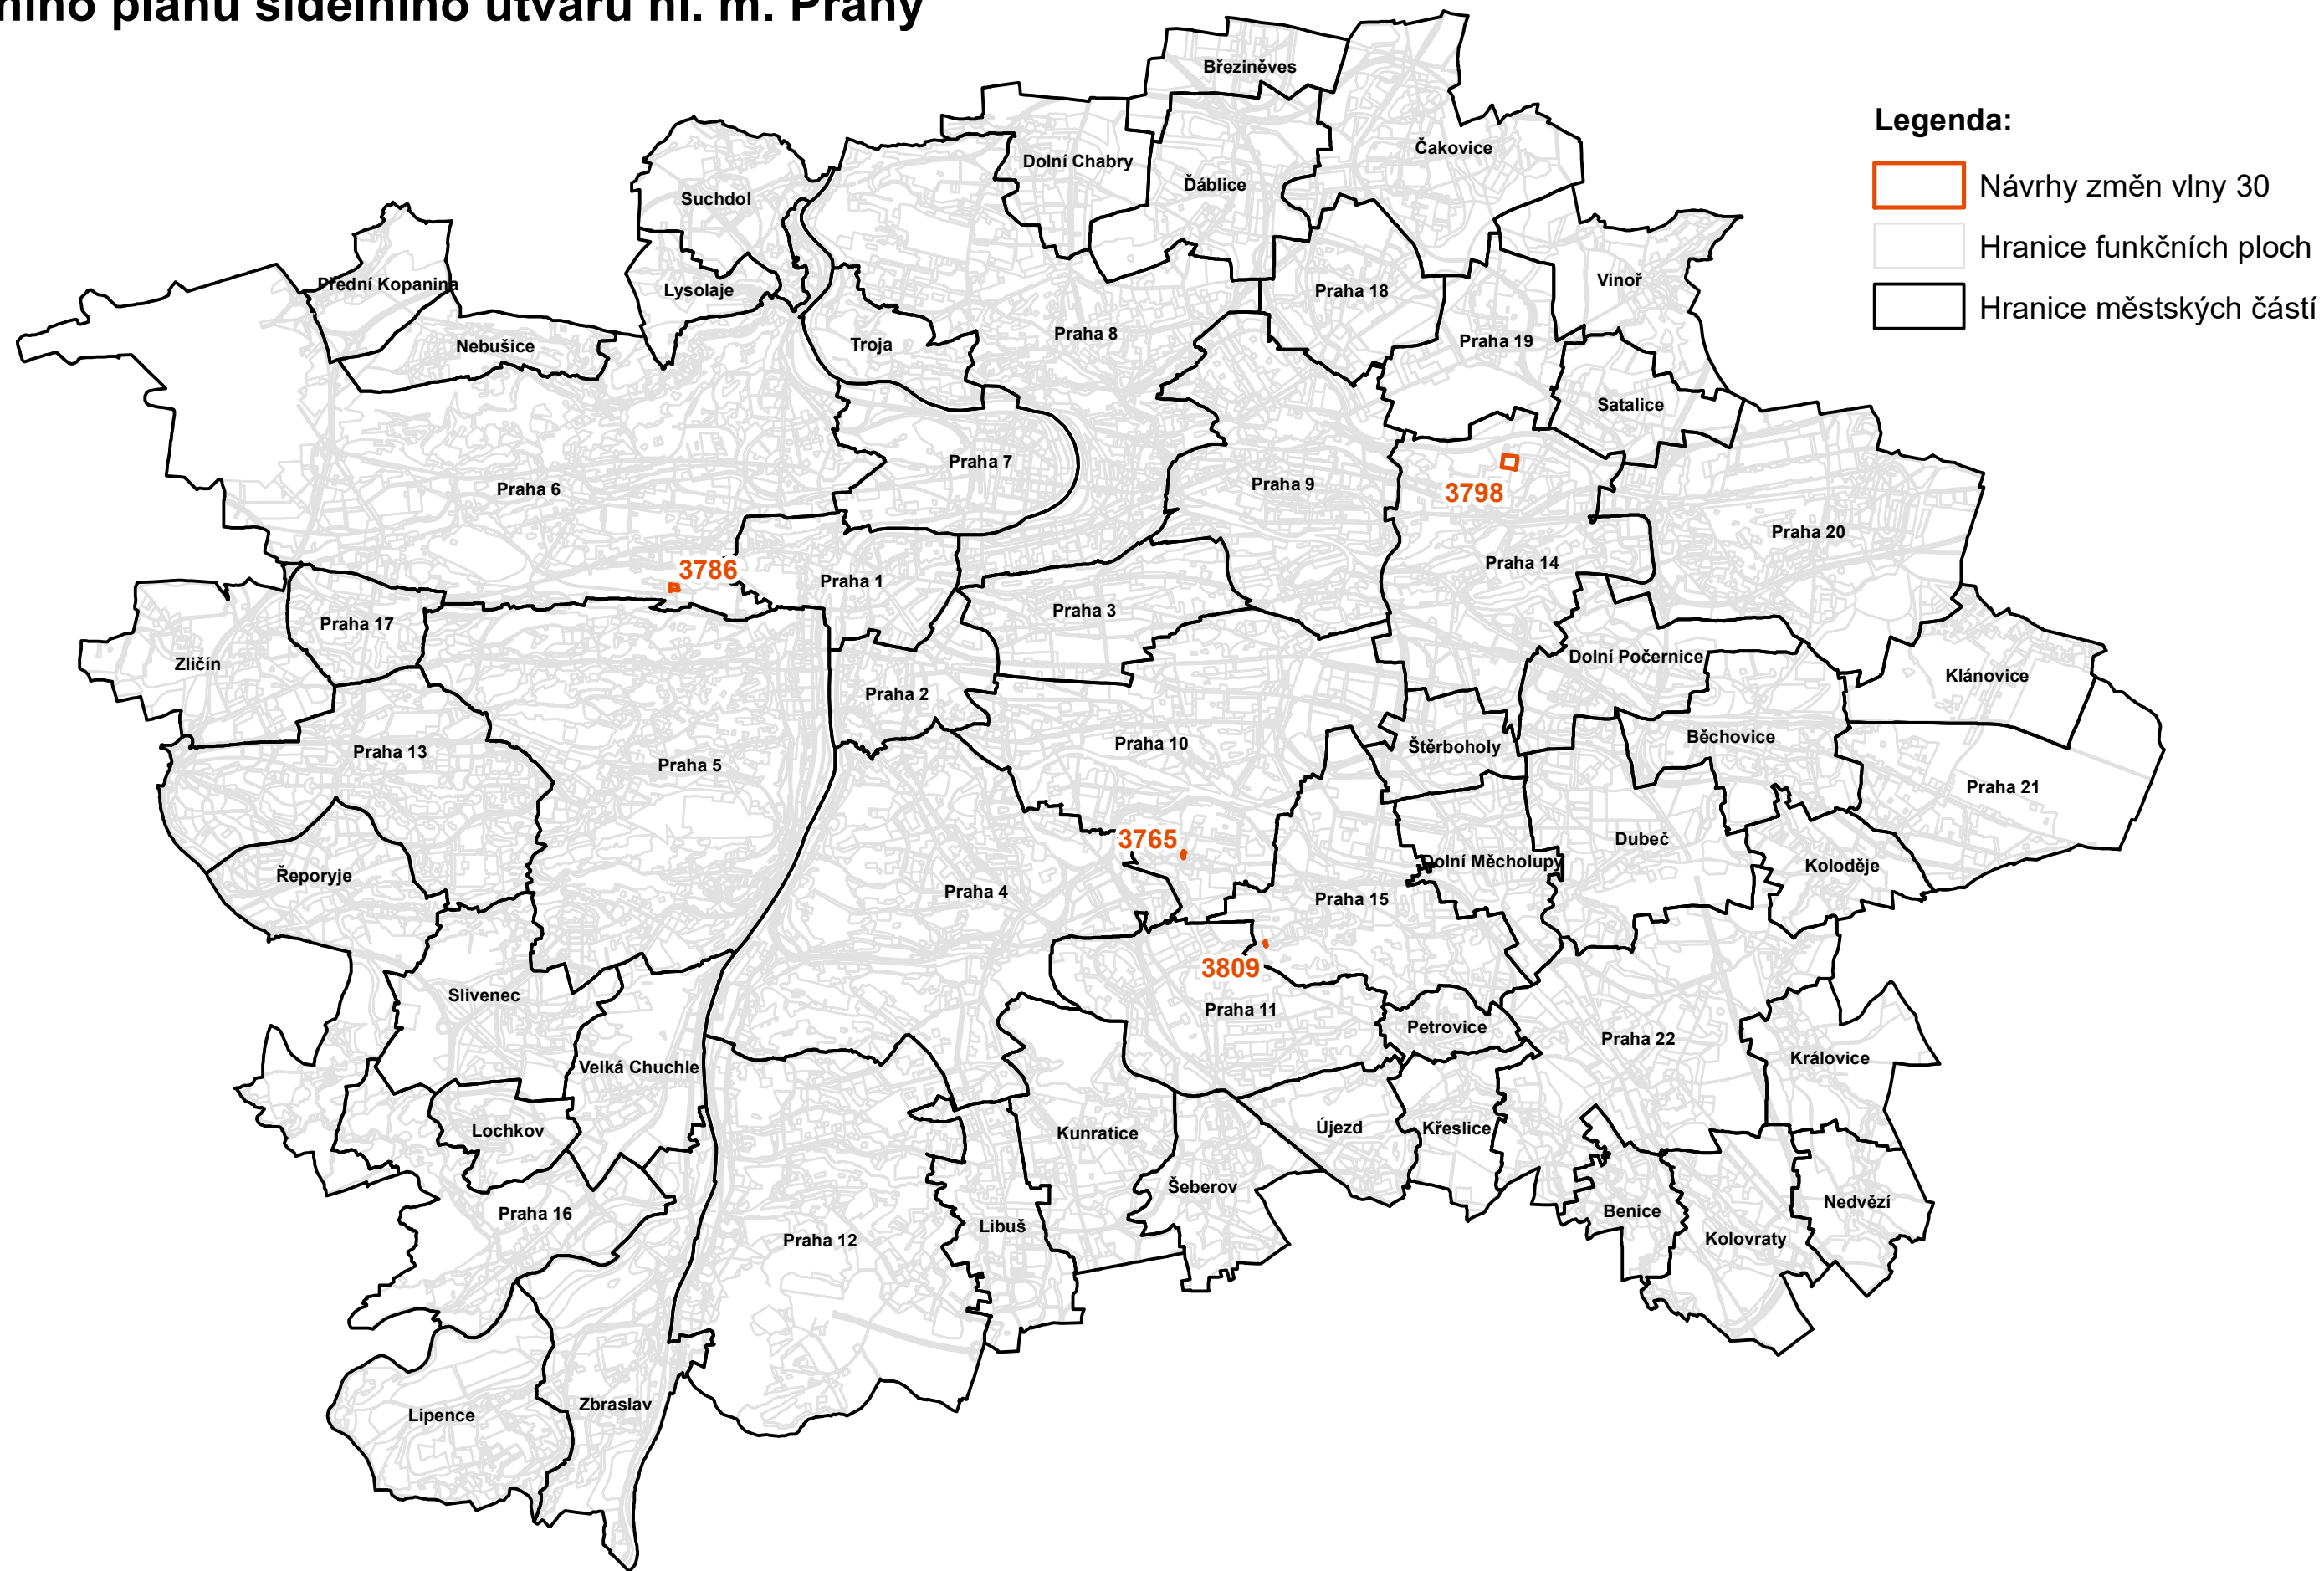 ního plánu sídelního útvaru hl. m. Prahy
Legenda:
Návrhy změn vlny 30
Hranice funkčních ploch
Hranice městských částí
Březiněves
Čakovice
Dolní Chabry
Ďáblice
Suchdol
Přední Kopanina
Lysolaje
Vinoř
Praha 18
Praha 8
Praha 19
Troja
Nebušice
Satalice
Praha 7
Praha 9
Praha 6
3798
Praha 20
Praha 14
3786
Praha 1
Praha 3
Praha 17
Dolní Počernice
Zličín
Klánovice
Praha 2
Běchovice
Praha 10
Štěrboholy
Praha 13
Praha 5
Praha 21
3765
Dubeč
Dolní Měcholupy
Koloděje
Řeporyje
Praha 4
Praha 15
3809
Slivenec
Praha 11
Petrovice
Praha 22
Královice
Velká Chuchle
Újezd
Křeslice
Lochkov
Kunratice
Šeberov
Nedvězí
Benice
Praha 16
Libuš
Kolovraty
Praha 12
Zbraslav
Lipence